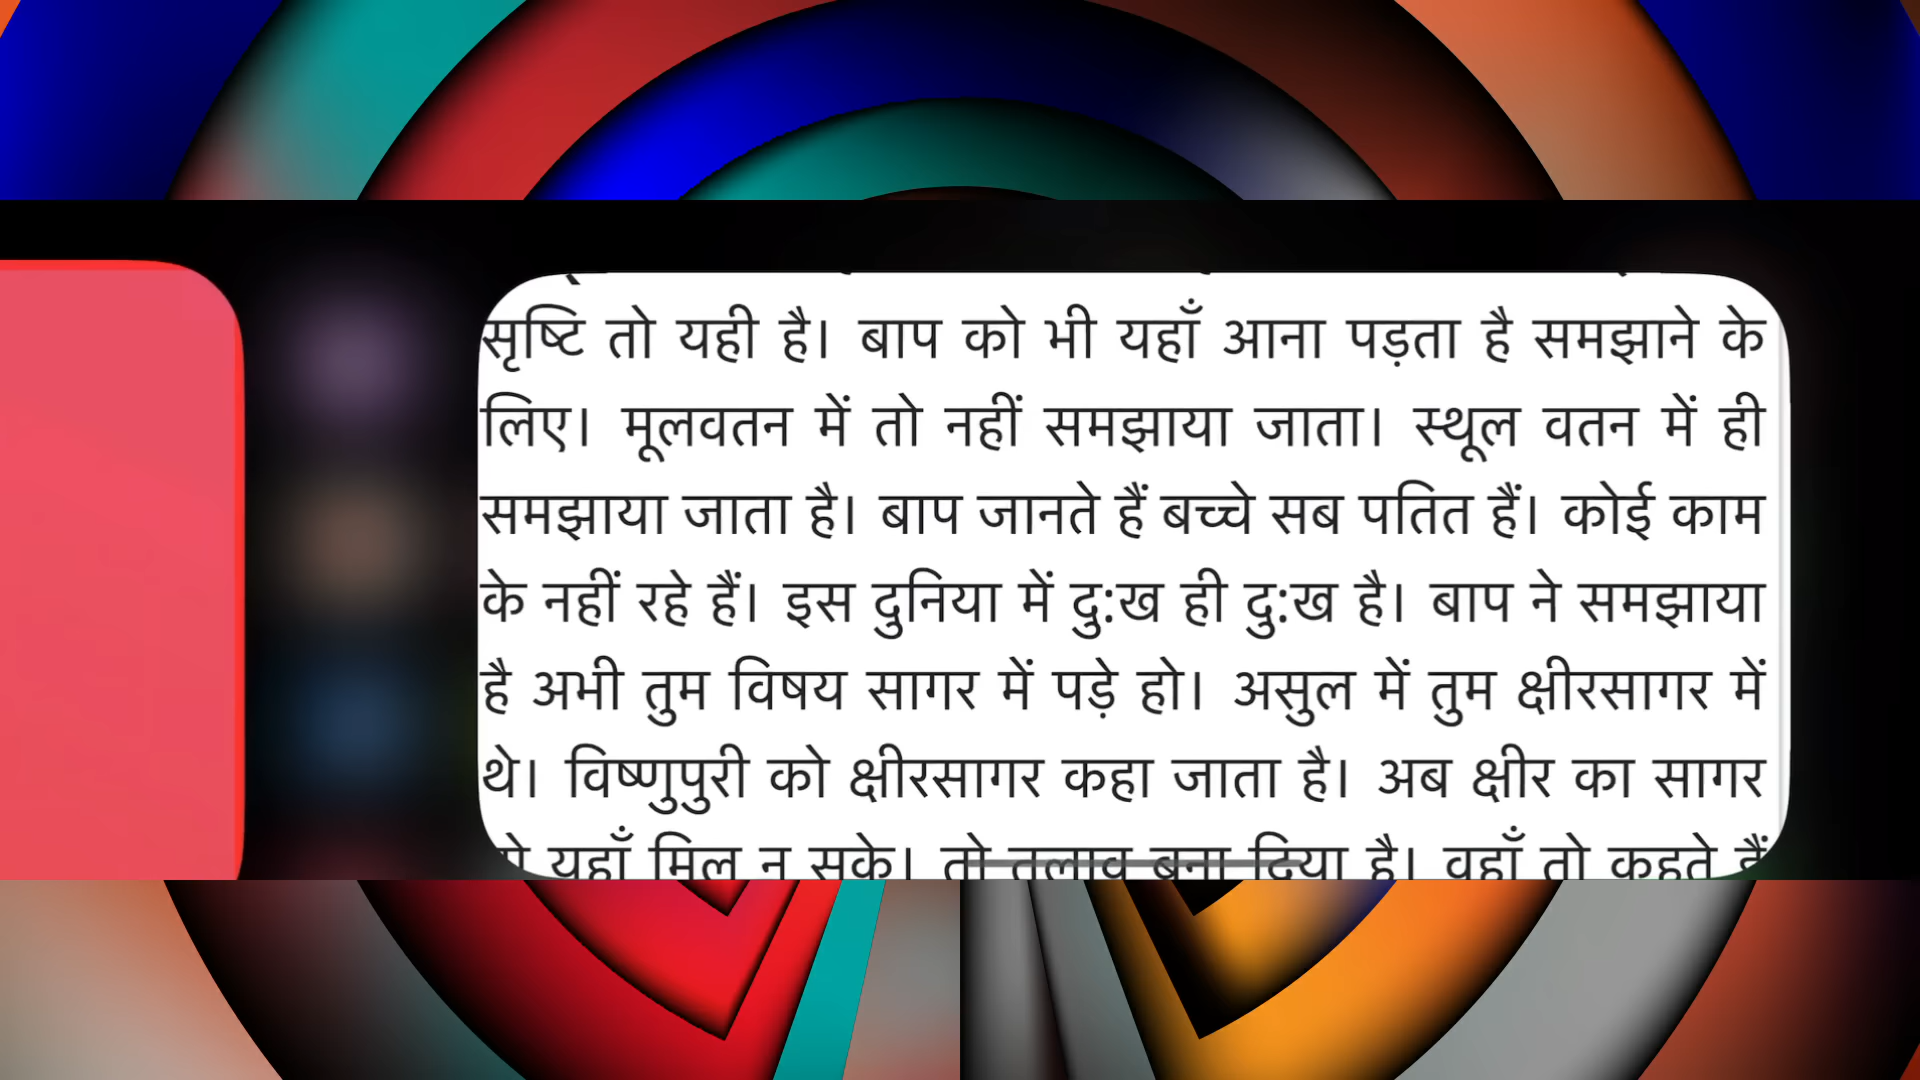 सृष्टि तो यही है। बाप को भी यहाँ आना पड़ता है समझाने के
लिए। मूलवतन में तो नहीं समझाया जाता। स्थूल वतन में ही
समझाया जाता है। बाप जानते हैं बच्चे सब पतित हैं। कोई काम
के नहीं रहे हैं। इस दुनिया में दु:ख ही दु:ख है। बाप ने समझाया
है अभी तुम विषय सागर में पड़े हो। असुल में तुम क्षीरसागर में
थे। विष्णुपुरी को क्षीरसागर कहा जाता है। अब क्षीर का सागर
यहाँ मिल न सके। तो तलाव बना दिया है। वहाँ तो कहते हैं